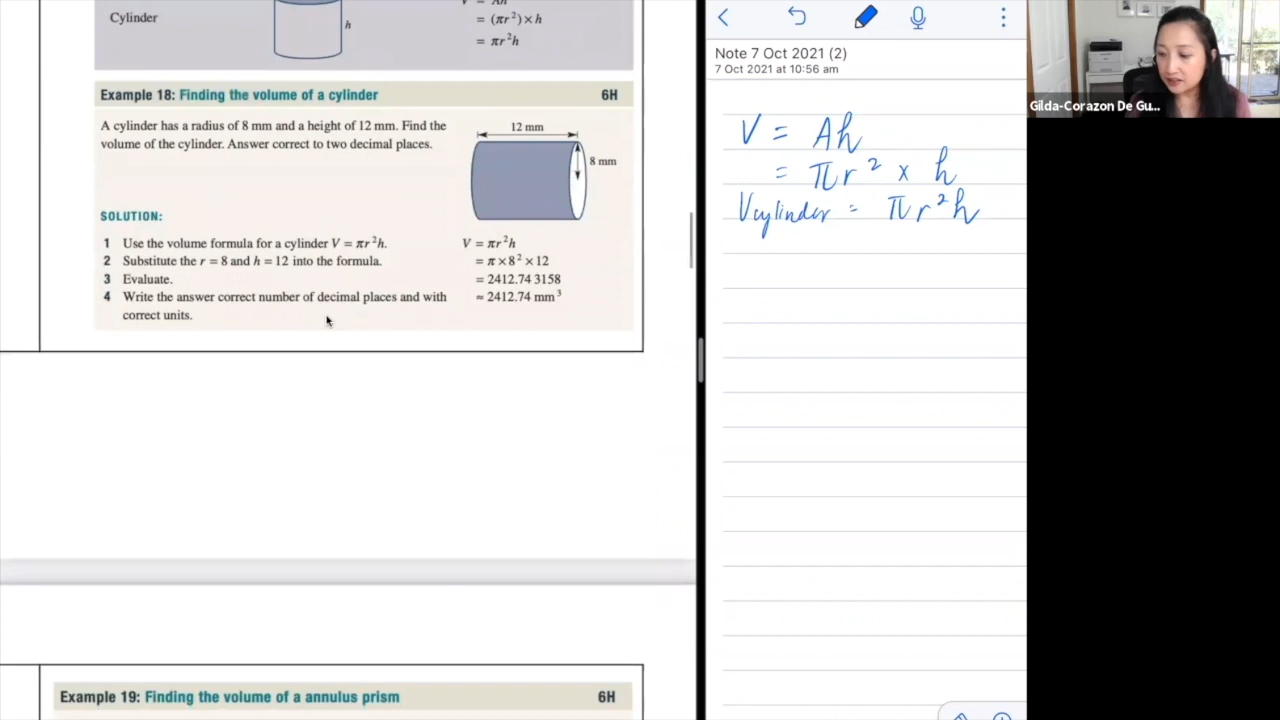 Cylinder
h
= (πr²)×h
= πr²h
Example 18: Finding the volume of a cylinder 6H
A cylinder has a radius of 8 mm and a height of 12 mm. Find the
volume of the cylinder. Answer correct to two decimal places.
12 mm
8 mm
SOLUTION:
1 Use the volume formula for a cylinder V = πr²h.
2 Substitute the r = 8 and h = 12 into the formula.
3 Evaluate.
4 Write the answer correct number of decimal places and with
correct units.
V = πr²h
= π×8²×12
= 2412.74 3158
≈ 2412.74 mm³
Example 19: Finding the volume of a annulus prism 6H
Note 7 Oct 2021 (2)
7 Oct 2021 at 10:56 am
V = Ah
= πr² × h
Vcylinder = πr²h
Gilda-Corazon De Gu...